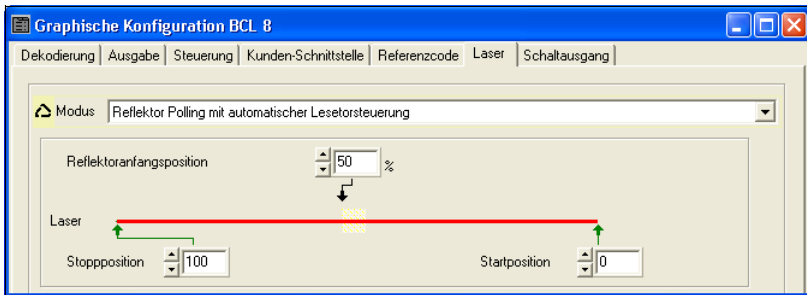 Graphische Konfiguration BCL 8
Dekodierung Ausgabe Steuerung Kunden-Schnittstelle Referenzcode Laser Schaltausgang
Modus Reflektor Polling mit automatischer Lesetorsteuerung
Reflektoranfangsposition 50 %
Laser
Stoppposition 100 Startposition 0